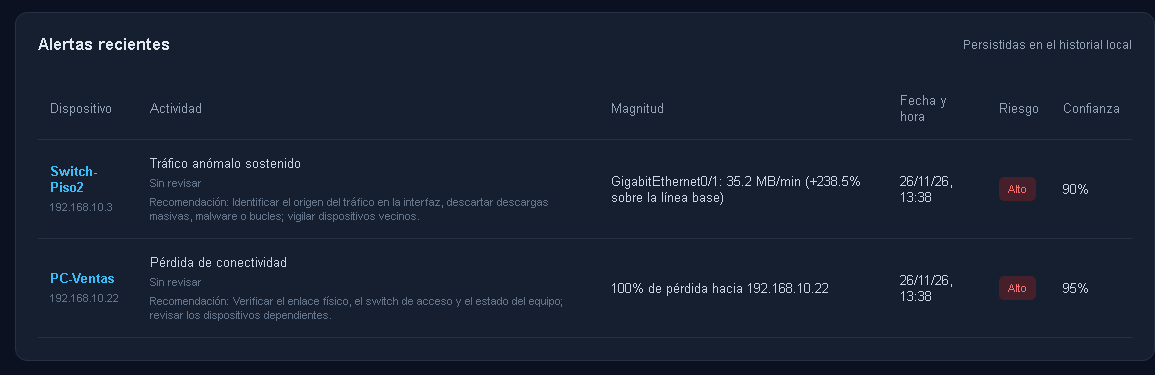 Alertas recientes
Persistidas en el historial local
Dispositivo
Actividad
Magnitud
Fecha y
hora
Riesgo
Confianza
Switch-
Piso2
192.168.10.3
Tráfico anómalo sostenido
Sin revisar
Recomendación: Identificar el origen del tráfico en la interfaz, descartar descargas
masivas, malware o bucles; vigilar dispositivos vecinos.
GigabitEthernet0/1: 35.2 MB/min (+238.5%
sobre la línea base)
26/11/26,
13:38
Alto
90%
PC-Ventas
192.168.10.22
Pérdida de conectividad
Sin revisar
Recomendación: Verificar el enlace físico, el switch de acceso y el estado del equipo;
revisar los dispositivos dependientes.
100% de pérdida hacia 192.168.10.22
26/11/26,
13:38
Alto
95%